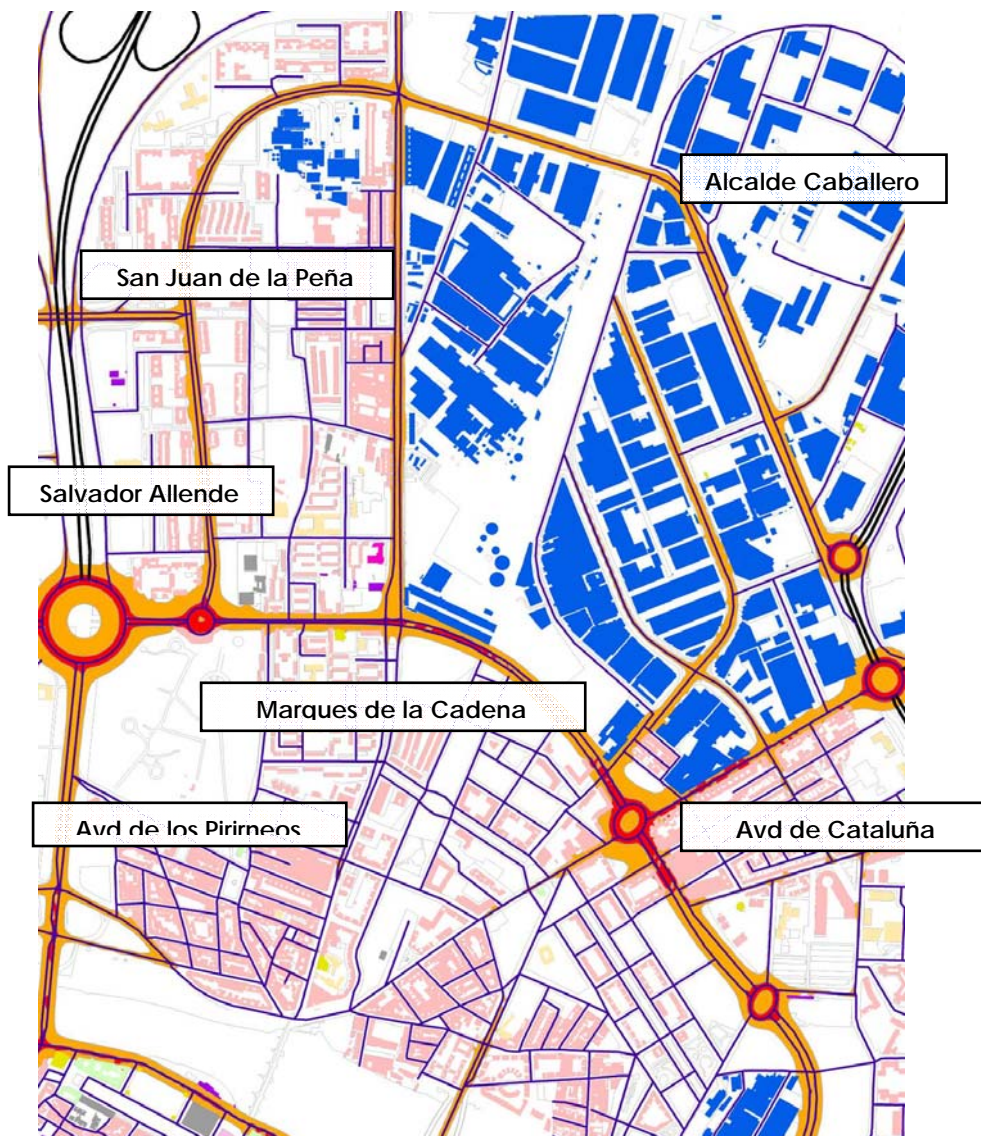 Alcalde Caballero
San Juan de la Peña
Salvador Allende
Marques de la Cadena
Avd de los Pirirneos
Avd de Cataluña